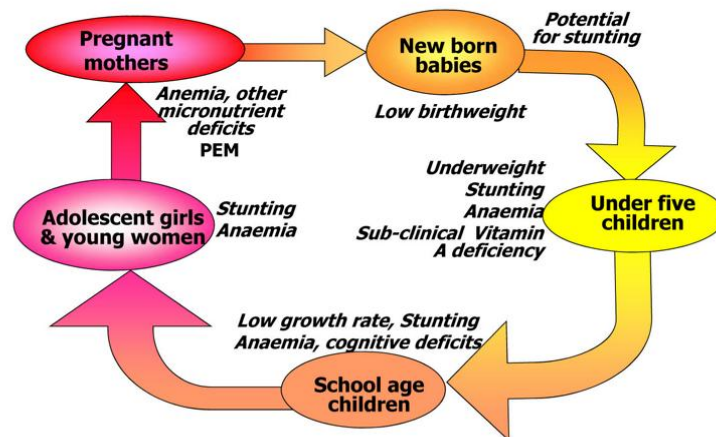 Pregnant
mothers
New born
babies
Potential
for stunting
Anemia, other
micronutrient
deficits
PEM
Low birthweight
Underweight
Stunting
Anaemia
Sub-clinical Vitamin
A deficiency
Under five
children
Adolescent girls
& young women
Stunting
Anaemia
Low growth rate, Stunting
Anaemia, cognitive deficits
School age
children